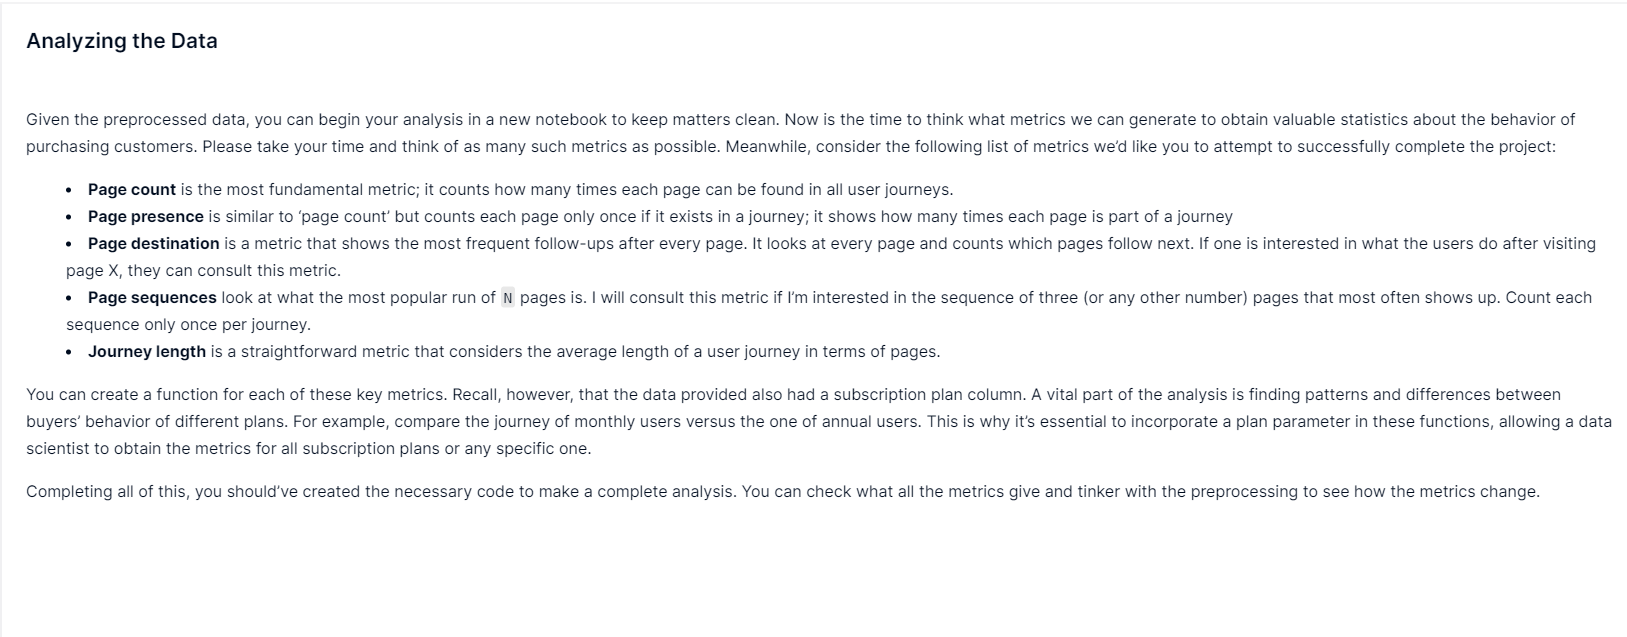 Analyzing the Data
Given the preprocessed data, you can begin your analysis in a new notebook to keep matters clean. Now is the time to think what metrics we can generate to obtain valuable statistics about the behavior of
purchasing customers. Please take your time and think of as many such metrics as possible. Meanwhile, consider the following list of metrics we’d like you to attempt to successfully complete the project:
• Page count is the most fundamental metric; it counts how many times each page can be found in all user journeys.
• Page presence is similar to ‘page count’ but counts each page only once if it exists in a journey; it shows how many times each page is part of a journey
• Page destination is a metric that shows the most frequent follow-ups after every page. It looks at every page and counts which pages follow next. If one is interested in what the users do after visiting
page X, they can consult this metric.
• Page sequences look at what the most popular run of N pages is. I will consult this metric if I’m interested in the sequence of three (or any other number) pages that most often shows up. Count each
sequence only once per journey.
• Journey length is a straightforward metric that considers the average length of a user journey in terms of pages.
You can create a function for each of these key metrics. Recall, however, that the data provided also had a subscription plan column. A vital part of the analysis is finding patterns and differences between
buyers’ behavior of different plans. For example, compare the journey of monthly users versus the one of annual users. This is why it’s essential to incorporate a plan parameter in these functions, allowing a data
scientist to obtain the metrics for all subscription plans or any specific one.
Completing all of this, you should’ve created the necessary code to make a complete analysis. You can check what all the metrics give and tinker with the preprocessing to see how the metrics change.